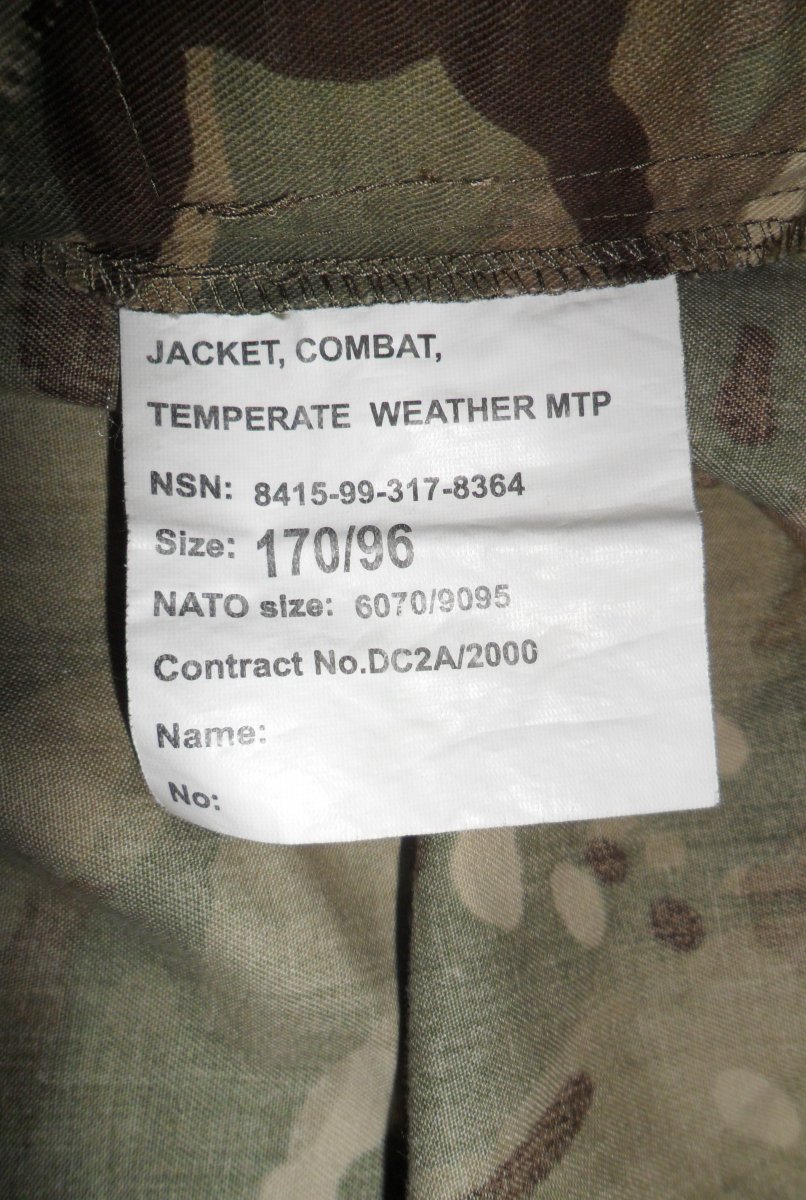 JACKET, COMBAT,
TEMPERATE WEATHER MTP
NSN: 8415-99-317-8364
Size: 170/96
NATO size: 6070/9095
Contract No.DC2A/2000
Name:
No: